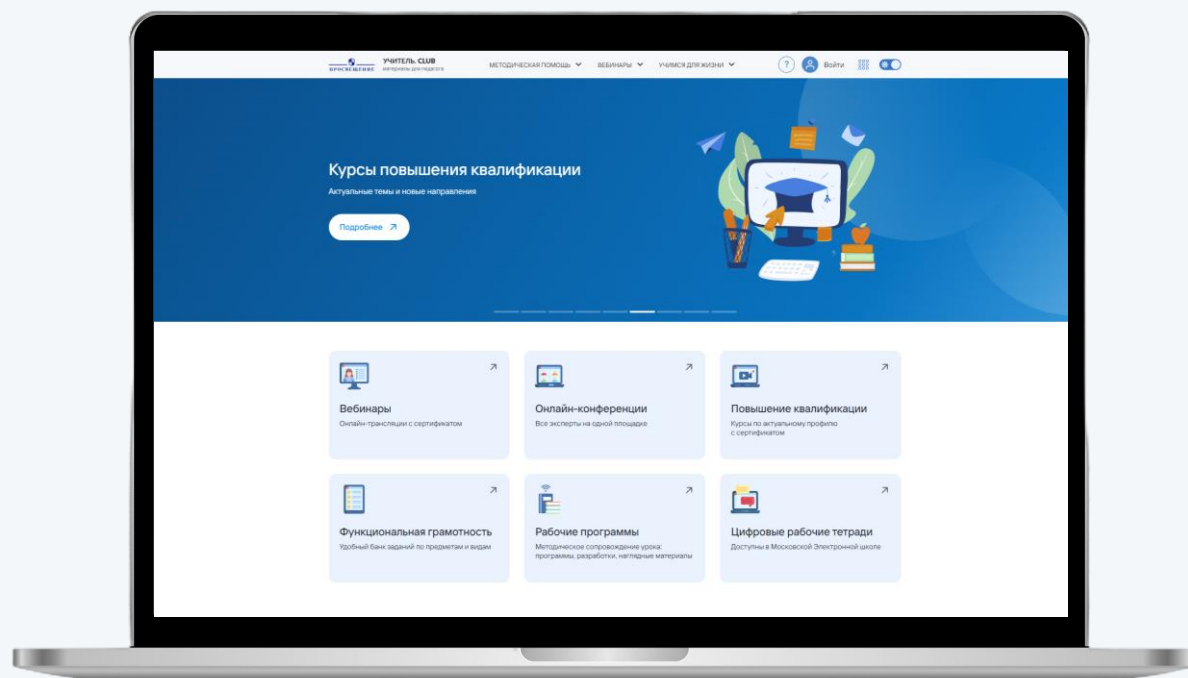 ПРОСВЕЩЕНИЕ
УЧИТЕЛЬ.CLUB
материалы для педагога
МЕТОДИЧЕСКАЯ ПОМОЩЬ
ВЕБИНАРЫ
УЧИМСЯ ДЛЯ ЖИЗНИ
?
Войти
Курсы повышения квалификации
Актуальные темы и новые направления
Подробнее
Вебинары
Онлайн-трансляции с сертификатом
Онлайн-конференции
Все эксперты на одной площадке
Повышение квалификации
Курсы по актуальному профилю
с сертификатом
Функциональная грамотность
Удобный банк заданий по предметам и видам
Рабочие программы
Методическое сопровождение урока:
программы, разработки, наглядные материалы
Цифровые рабочие тетради
Доступны в Московской Электронной школе